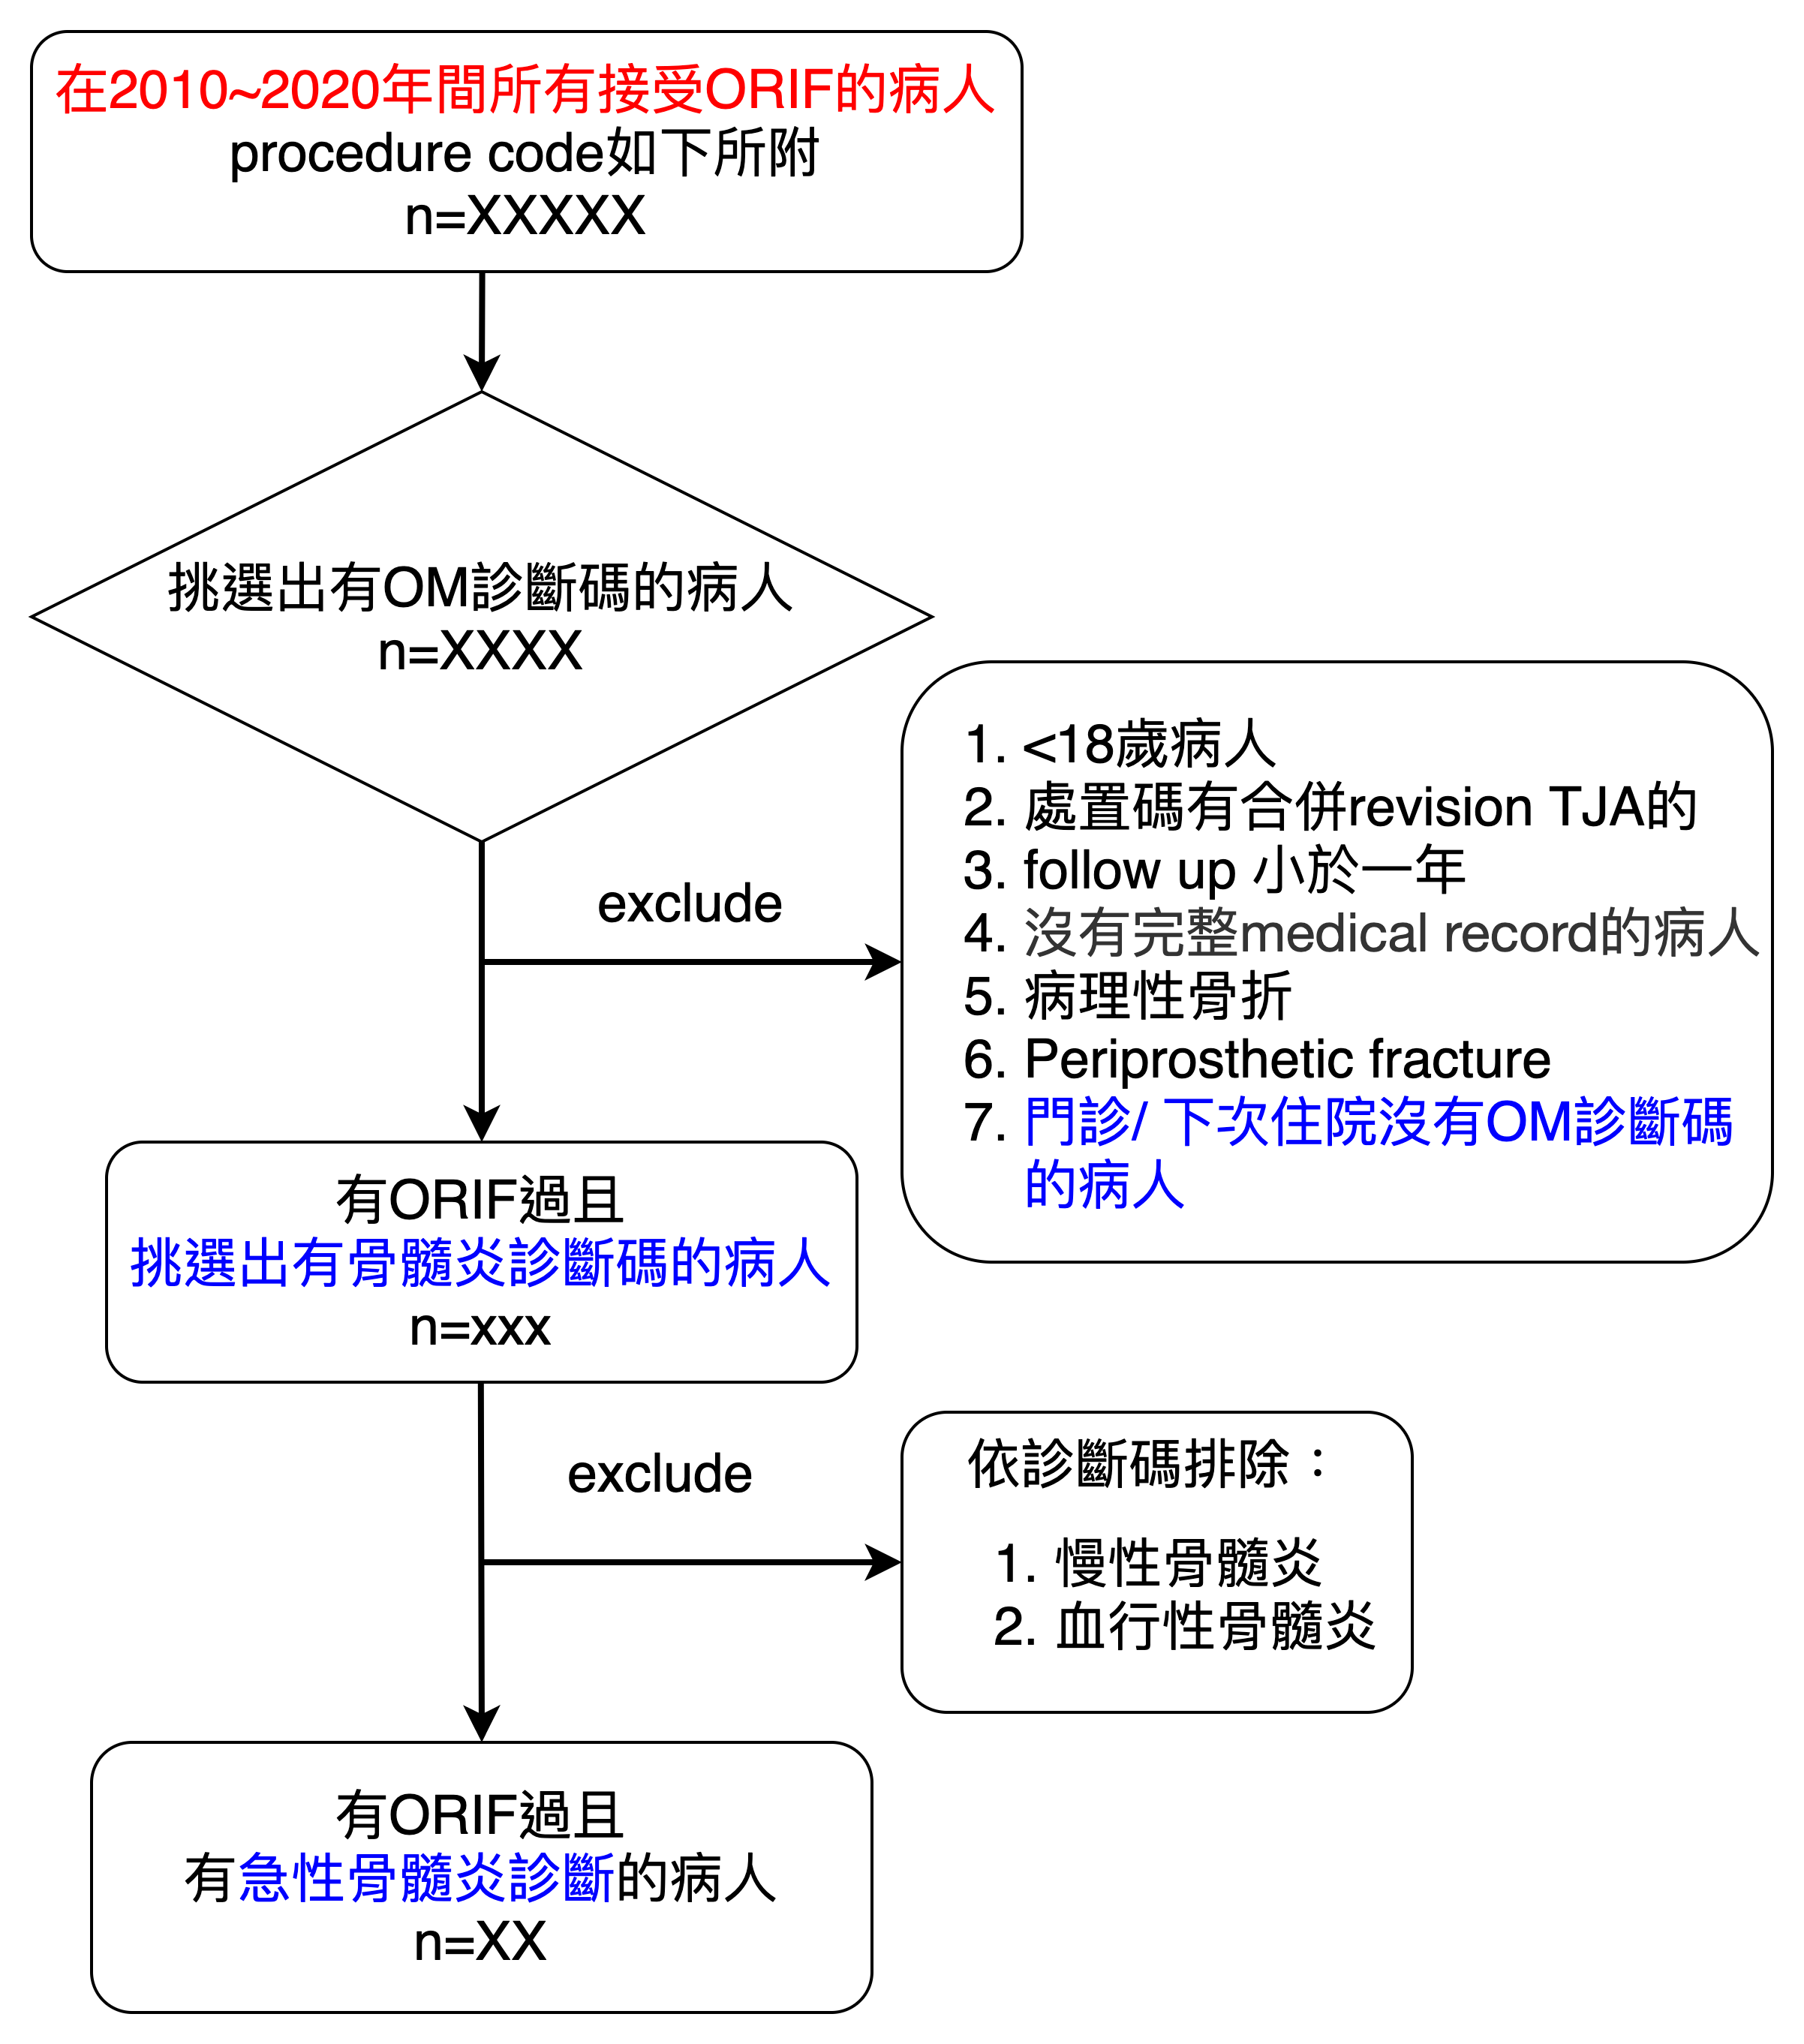 在2010~2020年間所有接受ORIF的病人
procedure code如下所附
n=XXXXX
挑選出有OM診斷碼的病人
n=XXXX
exclude
1. <18歲病人
2. 處置碼有合併revision TJA的
3. follow up 小於一年
4. 沒有完整medical record的病人
5. 病理性骨折
6. Periprosthetic fracture
7. 門診/ 下次住院沒有OM診斷碼
的病人
有ORIF過且
挑選出有骨髓炎診斷碼的病人
n=xxx
exclude
依診斷碼排除：
1. 慢性骨髓炎
2. 血行性骨髓炎
有ORIF過且
有急性骨髓炎診斷的病人
n=XX